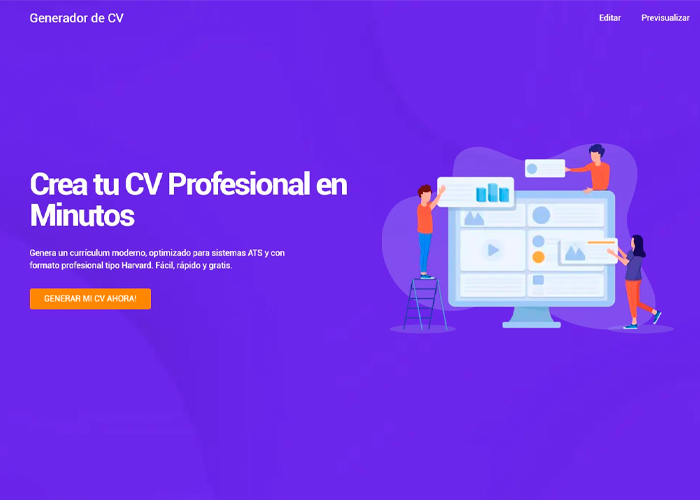 Generador de CV
Editar
Previsualizar
Crea tu CV Profesional en
Minutos
Genera un currículum moderno, optimizado para sistemas ATS y con
formato profesional tipo Harvard. Fácil, rápido y gratis.
GENERAR MI CV AHORA!